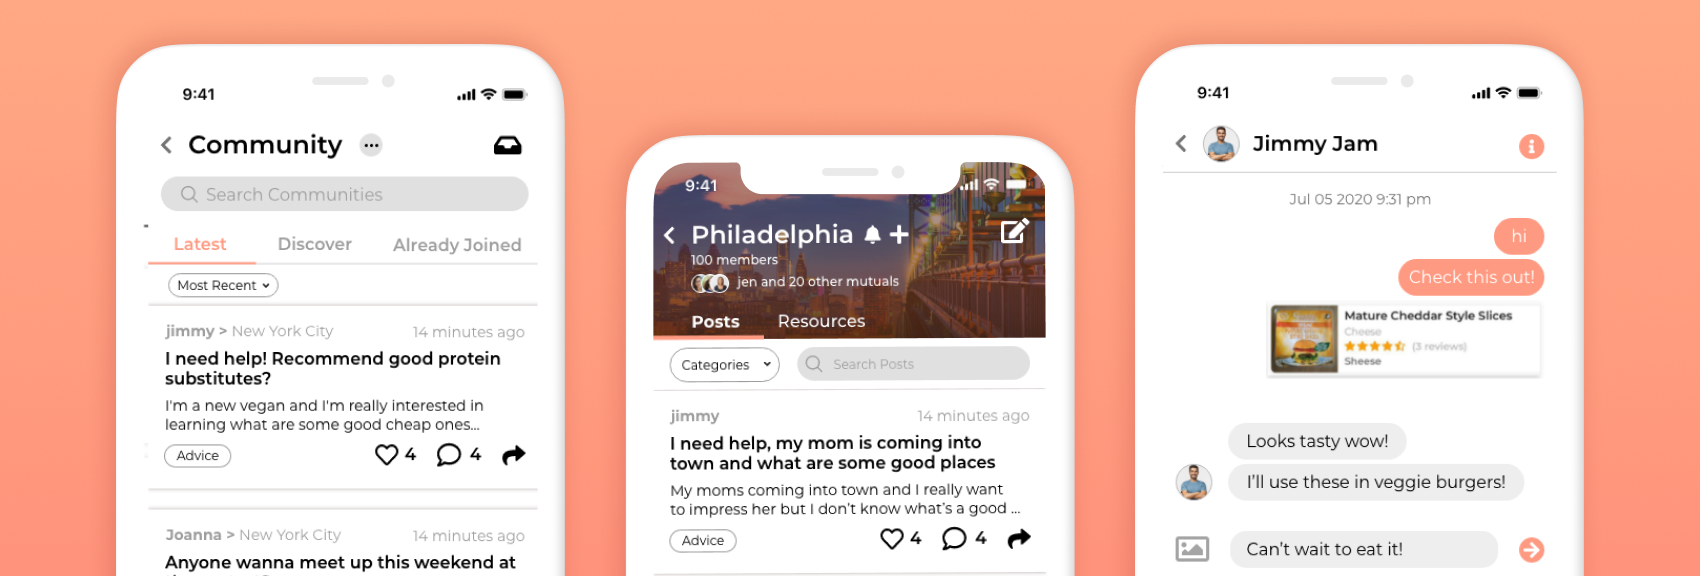 9:41
Community
Search Communities
Latest
Discover
Already Joined
Most Recent
jimmy > New York City
14 minutes ago
I need help! Recommend good protein
substitutes?
I'm a new vegan and I'm really interested in
learning what are some good cheap ones...
Advice
4
4
Joanna > New York City
14 minutes ago
Anyone wanna meet up this weekend at
9:41
Philadelphia
100 members
jen and 20 other mutuals
Posts
Resources
Categories
Search Posts
jimmy
14 minutes ago
I need help, my mom is coming into
town and what are some good places
My moms coming into town and I really want
to impress her but I don't know what's a good ...
Advice
4
4
9:41
Jimmy Jam
Jul 05 2020 9:31 pm
hi
Check this out!
Mature Cheddar Style Slices
Cheese
(3 reviews)
Sheese
Looks tasty wow!
I'll use these in veggie burgers!
Can't wait to eat it!